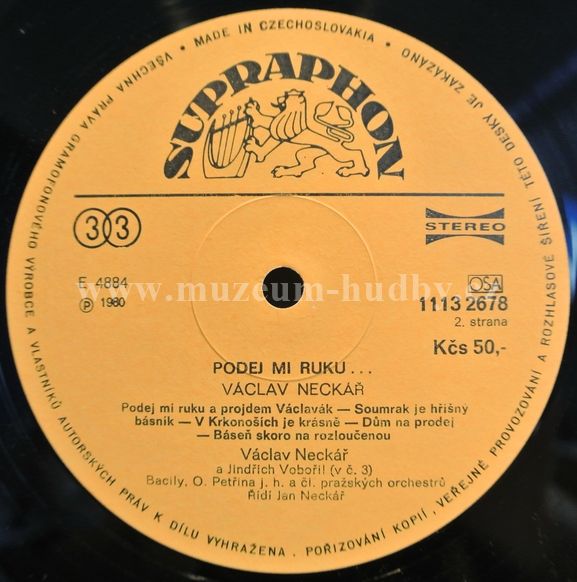 VŠECHNA PRÁVA GRAMOFONOVÉHO VÝROBCE A VLASTNÍKŮ AUTORSKÝCH PRÁV K DÍLU VYHRAŽENA. POŘIZOVÁNÍ KOPIÍ, VEŘEJNÉ PROVOZOVÁNÍ A ROZHLASOVÉ ŠÍŘENÍ TÉTO DESKY JE ZAKÁZÁNO
• MADE IN CZECHOSLOVAKIA •
SUPRAPHON
33
STEREO
E 4884
OSA
℗ 1980
www.muzeum-hudby.cz
1113 2678
2. strana
Kčs 50,-
PODEJ MI RUKU...
VÁCLAV NECKÁŘ
Podej mi ruku a projdem Václavák — Soumrak je hříšný
básník — V Krkonoších je krásně — Dům na prodej
— Báseň skoro na rozloučenou
Václav Neckář
a Jindřich Vobořil (v č. 3)
Bacily, O. Petřina j. h. a čl. pražských orchestrů
Řídí Jan Neckář